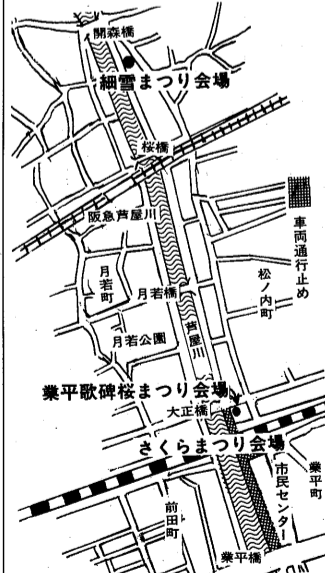 開森橋
細雪まつり会場
桜橋
阪急芦屋川
車両通行止め
月若町
松ノ内町
月若橋
芦屋川
月若公園
業平歌碑桜まつり会場
大正橋
さくらまつり会場
市民センター
業平町
前田町
業平橋